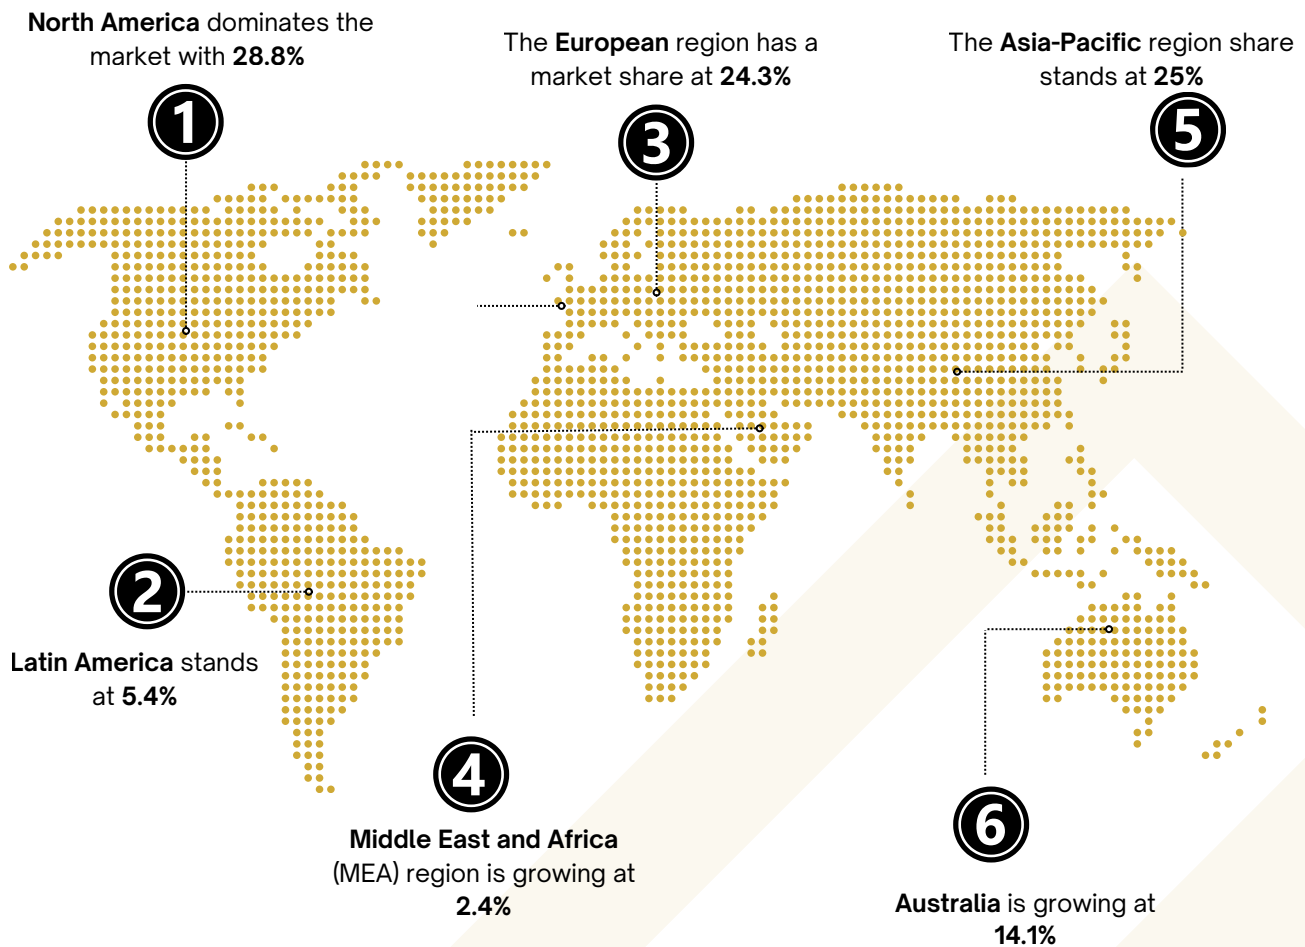 North America dominates the
market with 28.8%
1
The European region has a
market share at 24.3%
3
The Asia-Pacific region share
stands at 25%
5
2
Latin America stands
at 5.4%
4
Middle East and Africa
(MEA) region is growing at
2.4%
6
Australia is growing at
14.1%